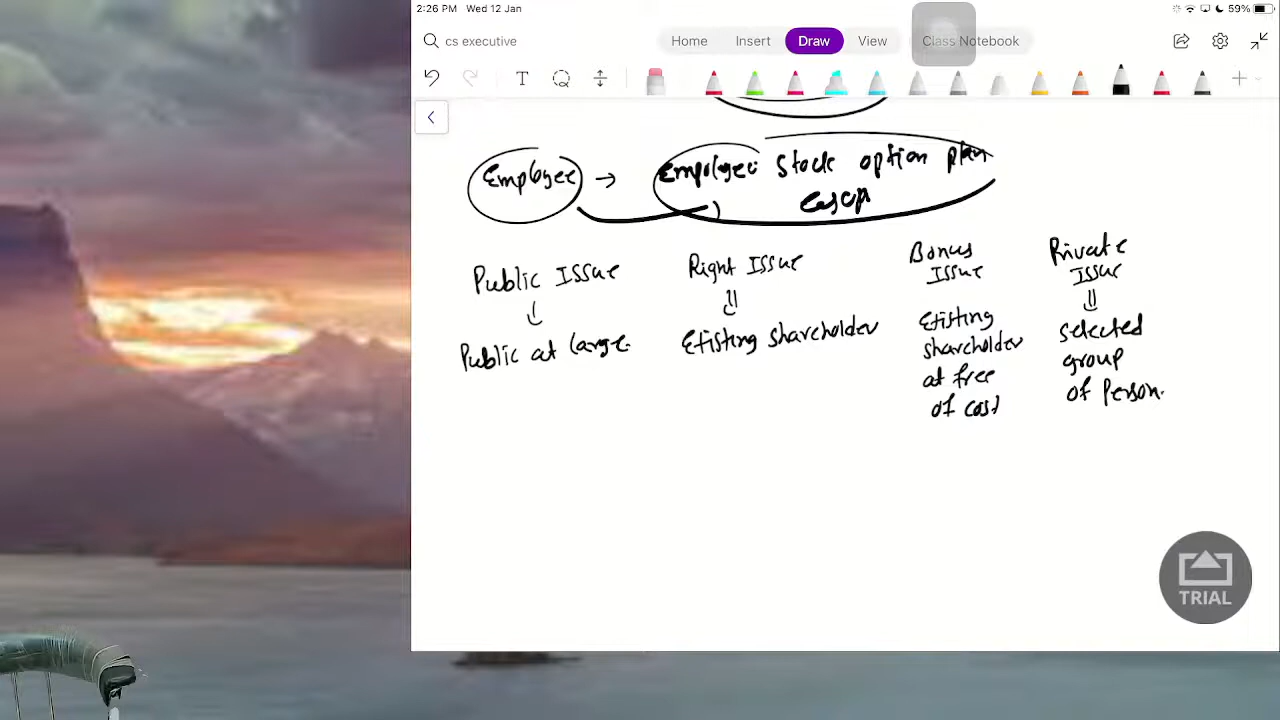 2:26 PM Wed 12 Jan
59%
cs executive
Home Insert Draw View Class Notebook
T
Employee → Employee Stock option plan
Public Issue
Public at large
Right Issue
Existing shareholder
Bonus
Issue
Existing
shareholder
at free
of cost
Private
Issue
selected
group
of Person.
TRIAL